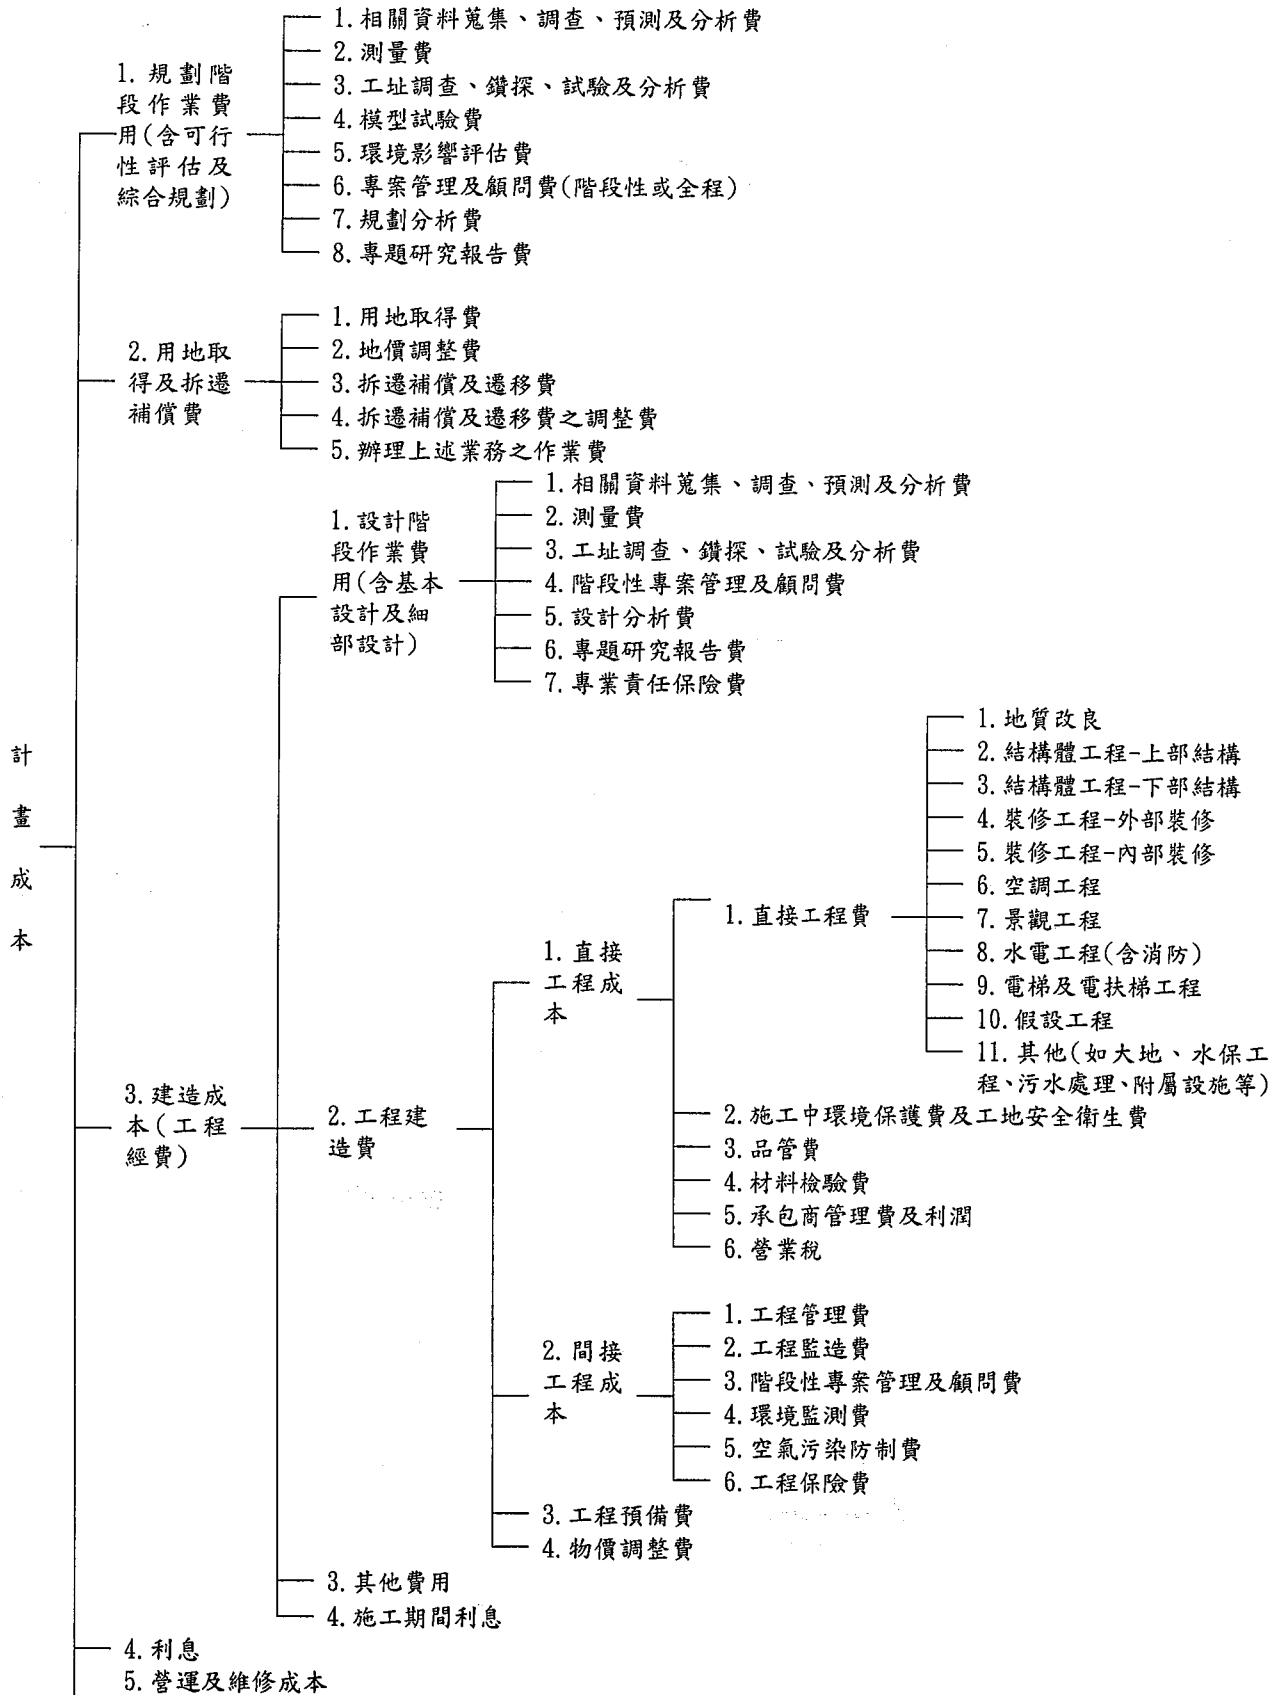 計
畫
成
本
1. 規劃階
段作業費
用(含可行
性評估及
綜合規劃)
1. 相關資料蒐集、調查、預測及分析費
2. 測量費
3. 工址調查、鑽探、試驗及分析費
4. 模型試驗費
5. 環境影響評估費
6. 專案管理及顧問費(階段性或全程)
7. 規劃分析費
8. 專題研究報告費
2. 用地取
得及拆遷
補償費
1. 用地取得費
2. 地價調整費
3. 拆遷補償及遷移費
4. 拆遷補償及遷移費之調整費
5. 辦理上述業務之作業費
3. 建造成
本(工程
經費)
1. 設計階
段作業費
用(含基本
設計及細
部設計)
1. 相關資料蒐集、調查、預測及分析費
2. 測量費
3. 工址調查、鑽探、試驗及分析費
4. 階段性專案管理及顧問費
5. 設計分析費
6. 專題研究報告費
7. 專業責任保險費
2. 工程建
造費
1. 直接
工程成
本
1. 直接工程費
1. 地質改良
2. 結構體工程-上部結構
3. 結構體工程-下部結構
4. 裝修工程-外部裝修
5. 裝修工程-內部裝修
6. 空調工程
7. 景觀工程
8. 水電工程(含消防)
9. 電梯及電扶梯工程
10. 假設工程
11. 其他(如大地、水保工
程、污水處理、附屬設施等)
2. 施工中環境保護費及工地安全衛生費
3. 品管費
4. 材料檢驗費
5. 承包商管理費及利潤
6. 營業稅
2. 間接
工程成
本
1. 工程管理費
2. 工程監造費
3. 階段性專案管理及顧問費
4. 環境監測費
5. 空氣污染防制費
6. 工程保險費
3. 工程預備費
4. 物價調整費
3. 其他費用
4. 施工期間利息
4. 利息
5. 營運及維修成本